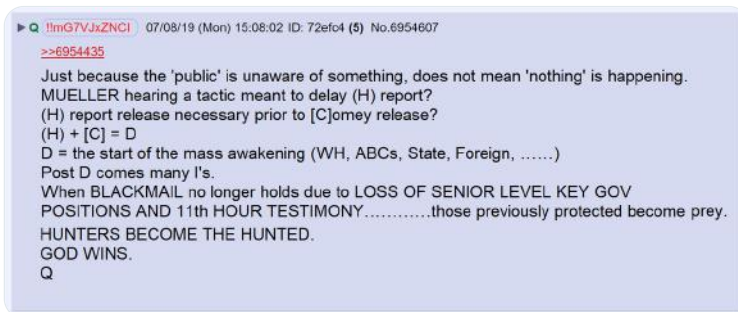 ▶ Q !!mG7VJxZNCI 07/08/19 (Mon) 15:08:02 ID: 72efo4 (5) No.6954607
>>6954435
Just because the 'public' is unaware of something, does not mean 'nothing' is happening.
MUELLER hearing a tactic meant to delay (H) report?
(H) report release necessary prior to [C]omey release?
(H) + [C] = D
D = the start of the mass awakening (WH, ABCs, State, Foreign, ......)
Post D comes many I's.
When BLACKMAIL no longer holds due to LOSS OF SENIOR LEVEL KEY GOV
POSITIONS AND 11th HOUR TESTIMONY............those previously protected become prey.
HUNTERS BECOME THE HUNTED.
GOD WINS.
Q